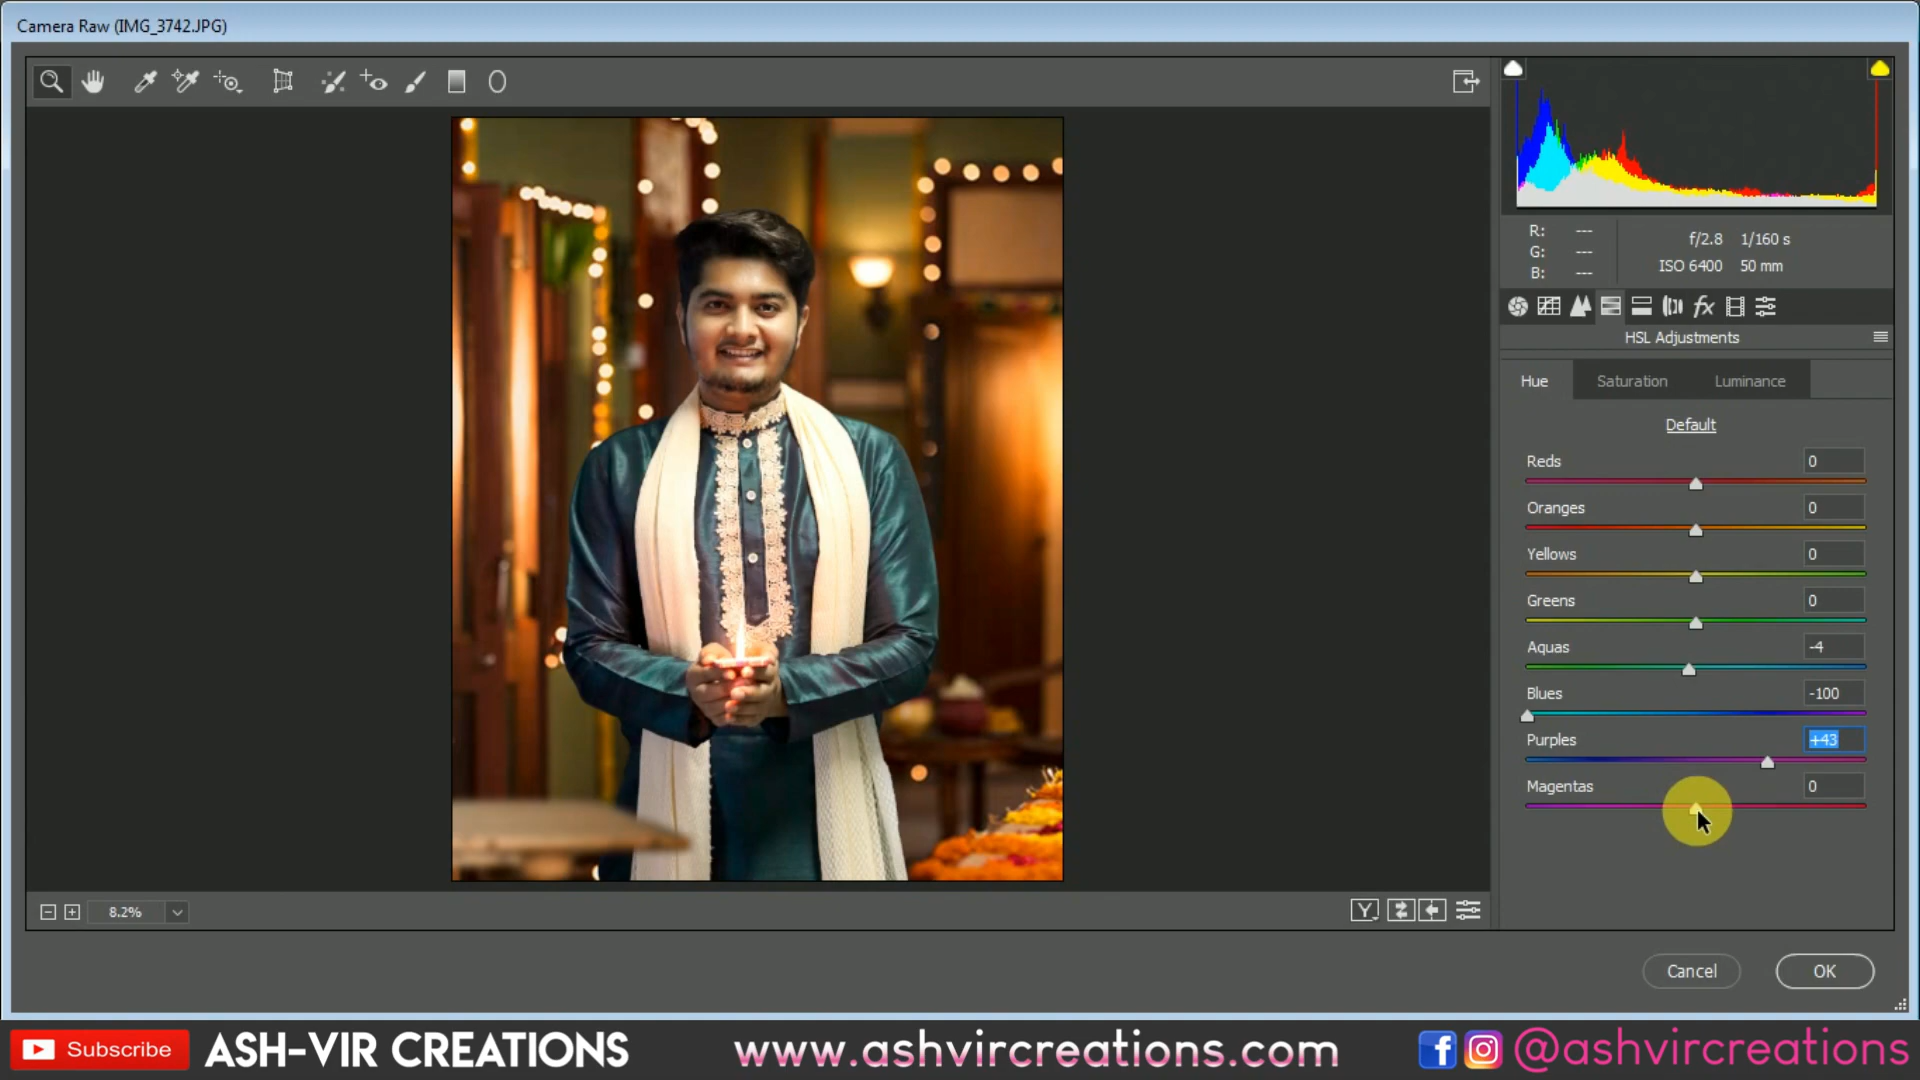 Camera Raw (IMG_3742.JPG)
R: ---
G: ---
B: ---
f/2.8 1/160 s
ISO 6400 50 mm
fx
HSL Adjustments
Hue Saturation Luminance
Default
Reds 0
Oranges 0
Yellows 0
Greens 0
Aquas -4
Blues -100
Purples +43
Magentas 0
8.2%
Y
Cancel OK
Subscribe ASH-VIR CREATIONS www.ashvircreations.com @ashvircreations